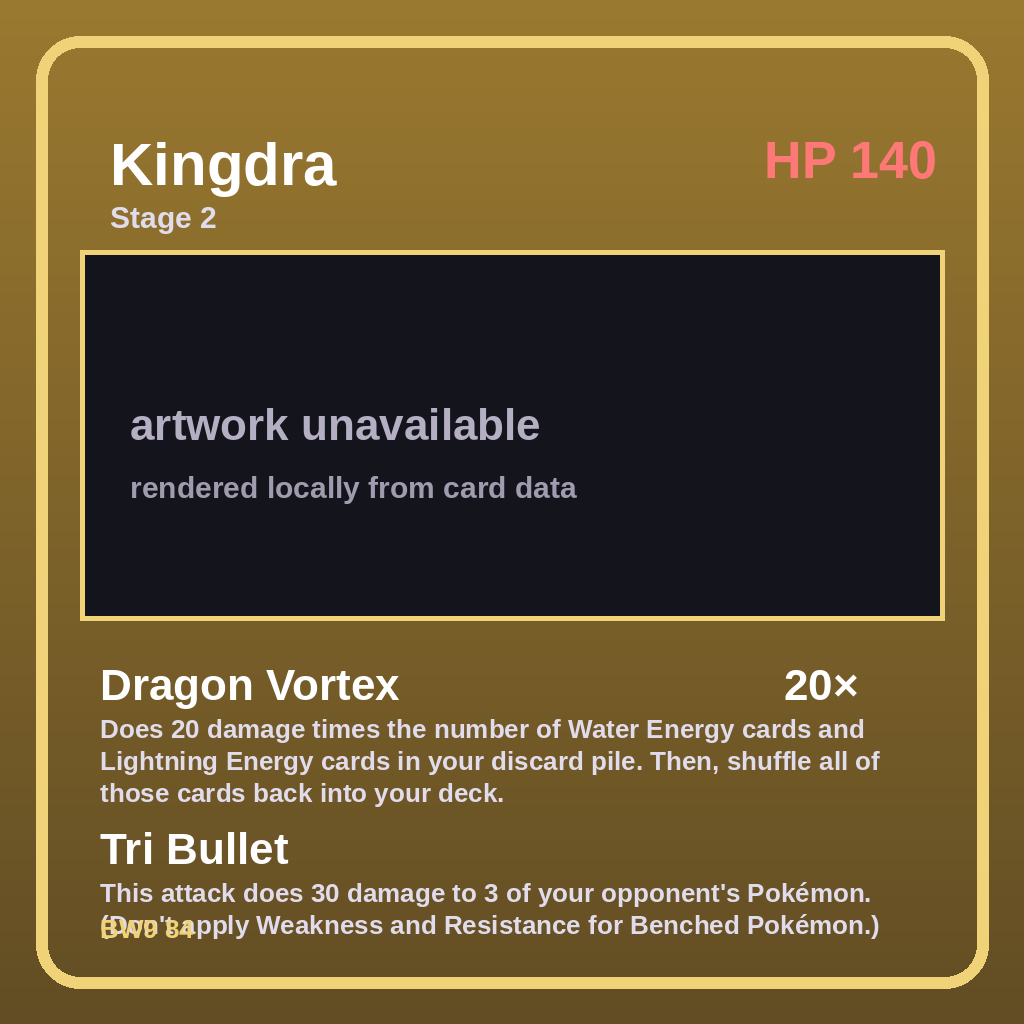 Kingdra
HP 140
Stage 2
artwork unavailable
rendered locally from card data
Dragon Vortex
20×
Does 20 damage times the number of Water Energy cards and
Lightning Energy cards in your discard pile. Then, shuffle all of
those cards back into your deck.
Tri Bullet
This attack does 30 damage to 3 of your opponent's Pokémon.
(Don't apply Weakness and Resistance for Benched Pokémon.)
BW9 84